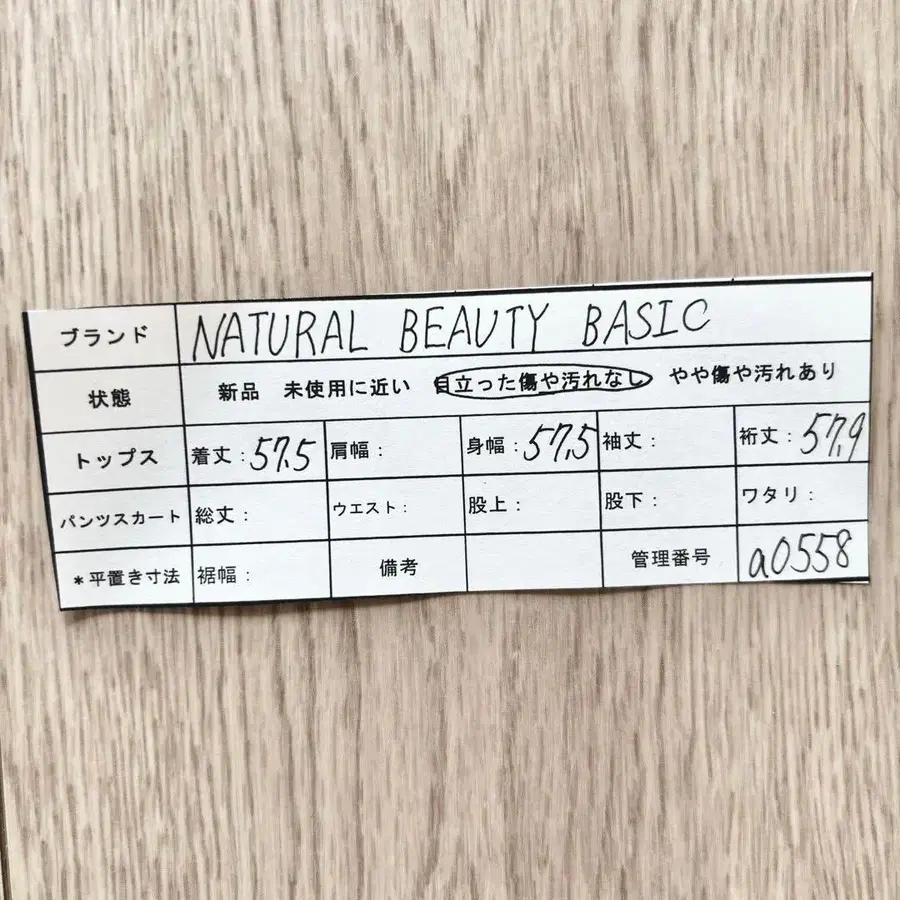 ブランド NATURAL BEAUTY BASIC
状態 新品 未使用に近い 目立った傷や汚れなし やや傷や汚れあり
トップス 着丈：57.5 肩幅： 身幅：57.5 袖丈： 裄丈：57.9
パンツスカート 総丈： ウエスト： 股上： 股下： ワタリ：
＊平置き寸法 裾幅： 備考 管理番号 a0558